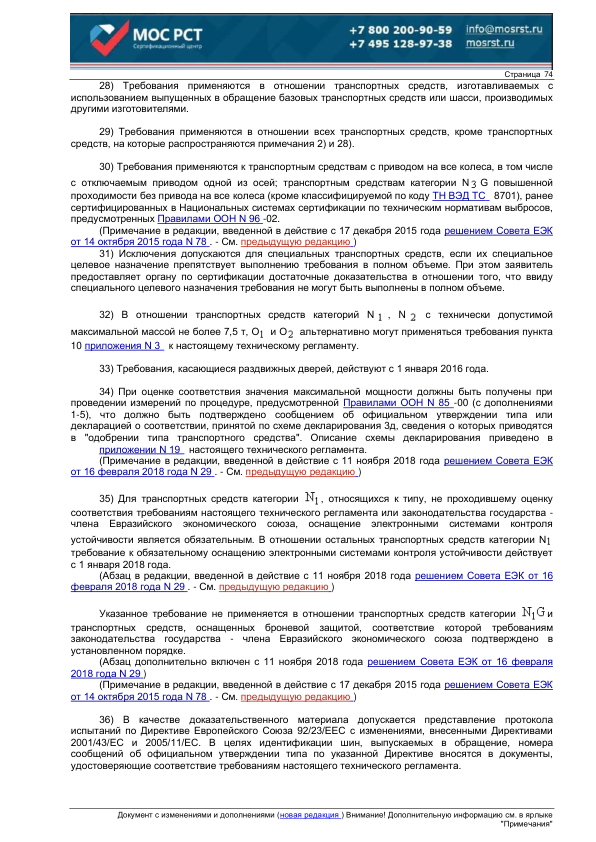 МОС РСТ
Сертификационный центр
+7 800 200-90-59
+7 495 128-97-38
info@mosrst.ru
mosrst.ru
Страница 74
28) Требования применяются в отношении транспортных средств, изготавливаемых с
использованием выпущенных в обращение базовых транспортных средств или шасси, производимых
другими изготовителями.
29) Требования применяются в отношении всех транспортных средств, кроме транспортных
средств, на которые распространяются примечания 2) и 28).
30) Требования применяются к транспортным средствам с приводом на все колеса, в том числе
с отключаемым приводом одной из осей; транспортным средствам категории N 3 G повышенной
проходимости без привода на все колеса (кроме классифицируемой по коду ТН ВЭД ТС 8701), ранее
сертифицированных в Национальных системах сертификации по техническим нормативам выбросов,
предусмотренных Правилами ООН N 96 -02.
(Примечание в редакции, введенной в действие с 17 декабря 2015 года решением Совета ЕЭК
от 14 октября 2015 года N 78 . - См. предыдущую редакцию )
31) Исключения допускаются для специальных транспортных средств, если их специальное
целевое назначение препятствует выполнению требования в полном объеме. При этом заявитель
предоставляет органу по сертификации достаточные доказательства в отношении того, что ввиду
специального целевого назначения требования не могут быть выполнены в полном объеме.
32) В отношении транспортных средств категорий N 1 , N 2 с технически допустимой
максимальной массой не более 7,5 т, O1 и O2 альтернативно могут применяться требования пункта
10 приложения N 3 к настоящему техническому регламенту.
33) Требования, касающиеся раздвижных дверей, действуют с 1 января 2016 года.
34) При оценке соответствия значения максимальной мощности должны быть получены при
проведении измерений по процедуре, предусмотренной Правилами ООН N 85 -00 (с дополнениями
1-5), что должно быть подтверждено сообщением об официальном утверждении типа или
декларацией о соответствии, принятой по схеме декларирования 3д, сведения о которых приводятся
в "одобрении типа транспортного средства". Описание схемы декларирования приведено в
приложении N 19 настоящего технического регламента.
(Примечание в редакции, введенной в действие с 11 ноября 2018 года решением Совета ЕЭК
от 16 февраля 2018 года N 29 . - См. предыдущую редакцию )
35) Для транспортных средств категории N1, относящихся к типу, не проходившему оценку
соответствия требованиям настоящего технического регламента или законодательства государства -
члена Евразийского экономического союза, оснащение электронными системами контроля
устойчивости является обязательным. В отношении остальных транспортных средств категории N1
требование к обязательному оснащению электронными системами контроля устойчивости действует
с 1 января 2018 года.
(Абзац в редакции, введенной в действие с 11 ноября 2018 года решением Совета ЕЭК от 16
февраля 2018 года N 29 . - См. предыдущую редакцию )
Указанное требование не применяется в отношении транспортных средств категории N1G и
транспортных средств, оснащенных броневой защитой, соответствие которой требованиям
законодательства государства - члена Евразийского экономического союза подтверждено в
установленном порядке.
(Абзац дополнительно включен с 11 ноября 2018 года решением Совета ЕЭК от 16 февраля
2018 года N 29 )
(Примечание в редакции, введенной в действие с 17 декабря 2015 года решением Совета ЕЭК
от 14 октября 2015 года N 78 . - См. предыдущую редакцию )
36) В качестве доказательственного материала допускается представление протокола
испытаний по Директиве Европейского Союза 92/23/ЕЕС с изменениями, внесенными Директивами
2001/43/ЕС и 2005/11/ЕС. В целях идентификации шин, выпускаемых в обращение, номера
сообщений об официальном утверждении типа по указанной Директиве вносятся в документы,
удостоверяющие соответствие требованиям настоящего технического регламента.
Документ с изменениями и дополнениями (новая редакция ) Внимание! Дополнительную информацию см. в ярлыке
"Примечания"